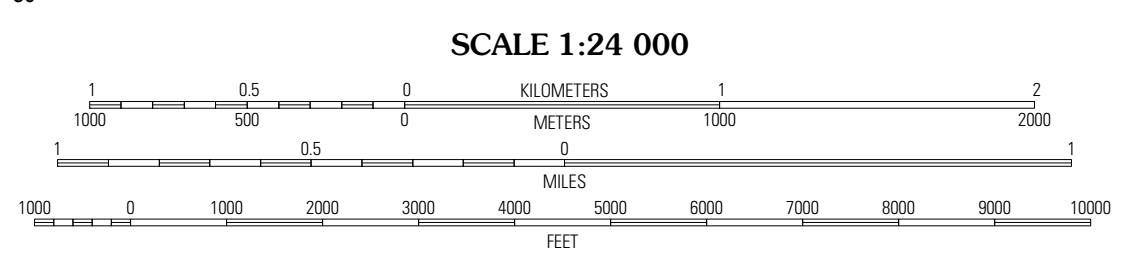 SCALE 1:24 000
1 0.5 0 KILOMETERS 1 2
1000 500 0 METERS 1000 2000
1 0.5 0 1
MILES
1000 0 1000 2000 3000 4000 5000 6000 7000 8000 9000 10000
FEET